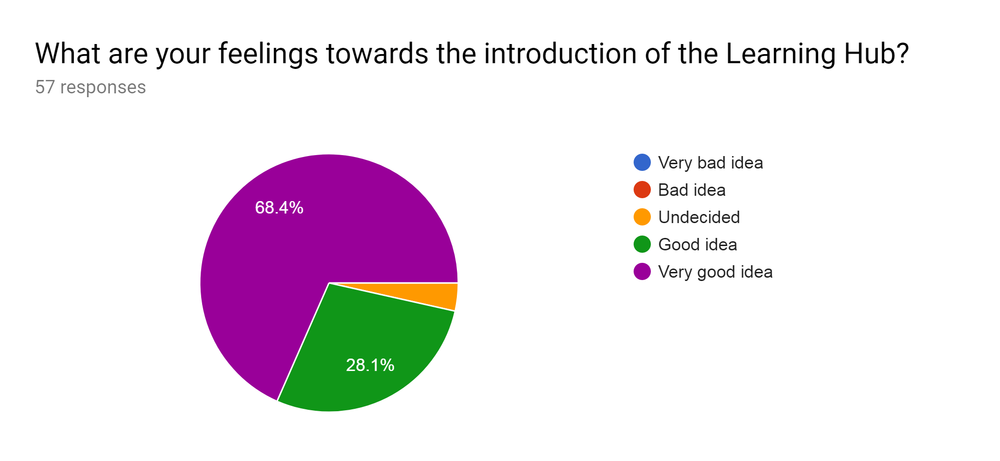 What are your feelings towards the introduction of the Learning Hub?
57 responses
68.4%
28.1%
Very bad idea
Bad idea
Undecided
Good idea
Very good idea